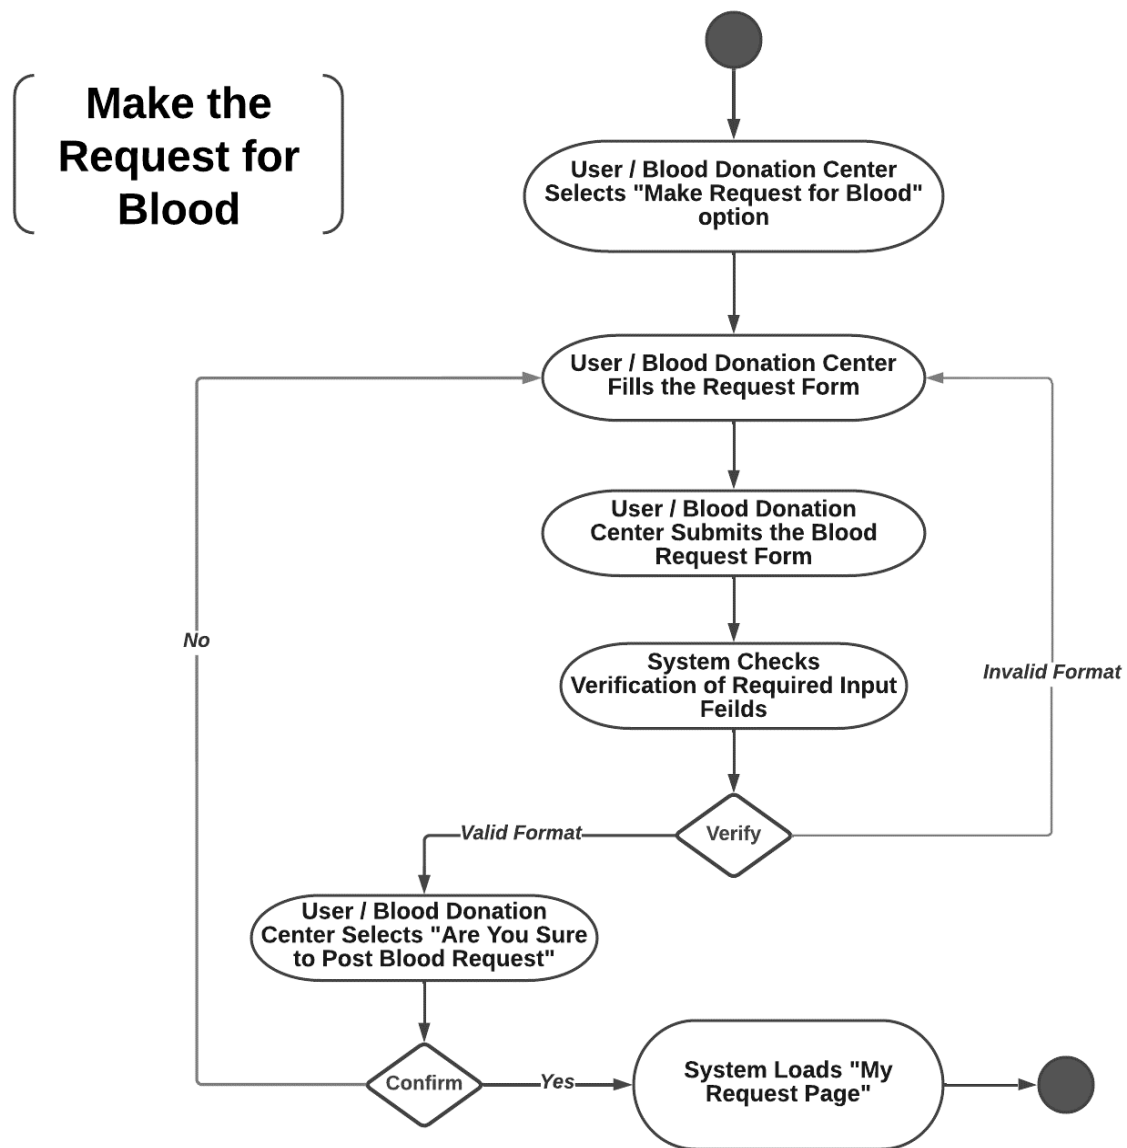 Make the
Request for
Blood
User / Blood Donation Center
Selects "Make Request for Blood"
option
User / Blood Donation Center
Fills the Request Form
User / Blood Donation
Center Submits the Blood
Request Form
No
System Checks
Verification of Required Input
Feilds
Invalid Format
Valid Format
Verify
User / Blood Donation
Center Selects "Are You Sure
to Post Blood Request"
Confirm
Yes
System Loads "My
Request Page"